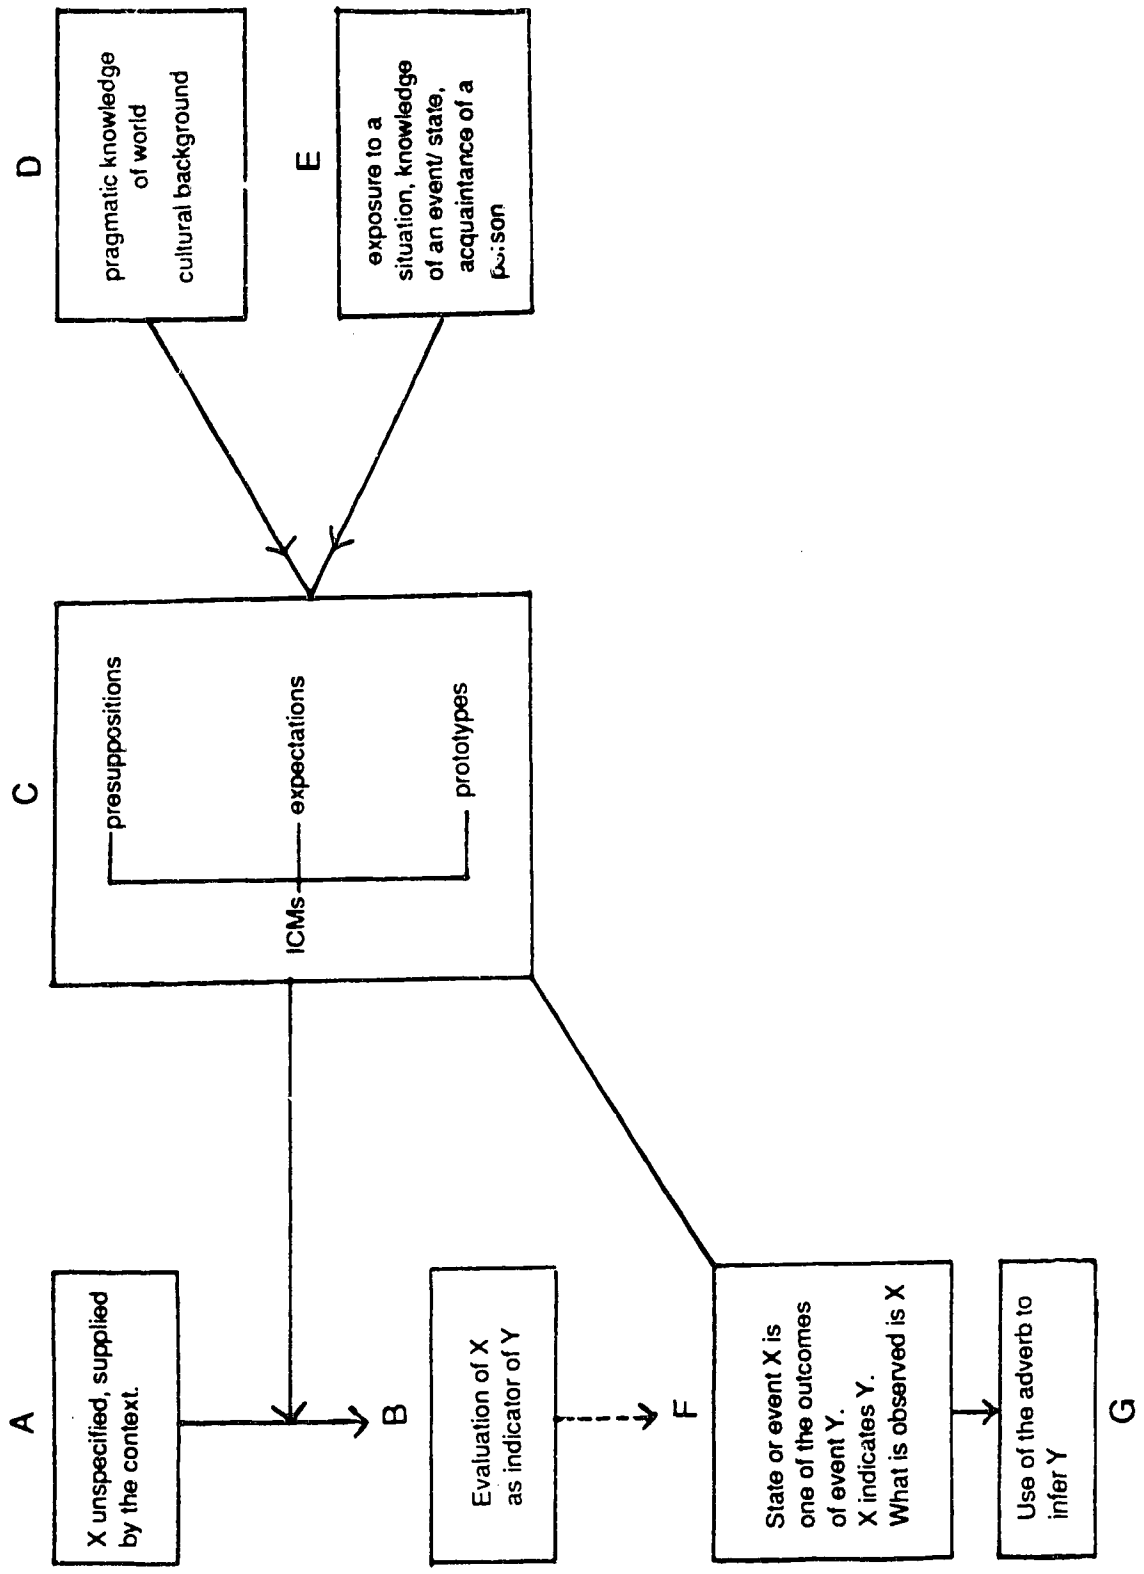 A
X unspecified, supplied
by the context.
B
Evaluation of X
as indicator of Y
F
State or event X is
one of the outcomes
of event Y.
X indicates Y.
What is observed is X
Use of the adverb to
infer Y
G
C
presuppositions
ICMs
expectations
prototypes
D
pragmatic knowledge
of world
cultural background
E
exposure to a
situation, knowledge
of an event/ state,
acquaintance of a